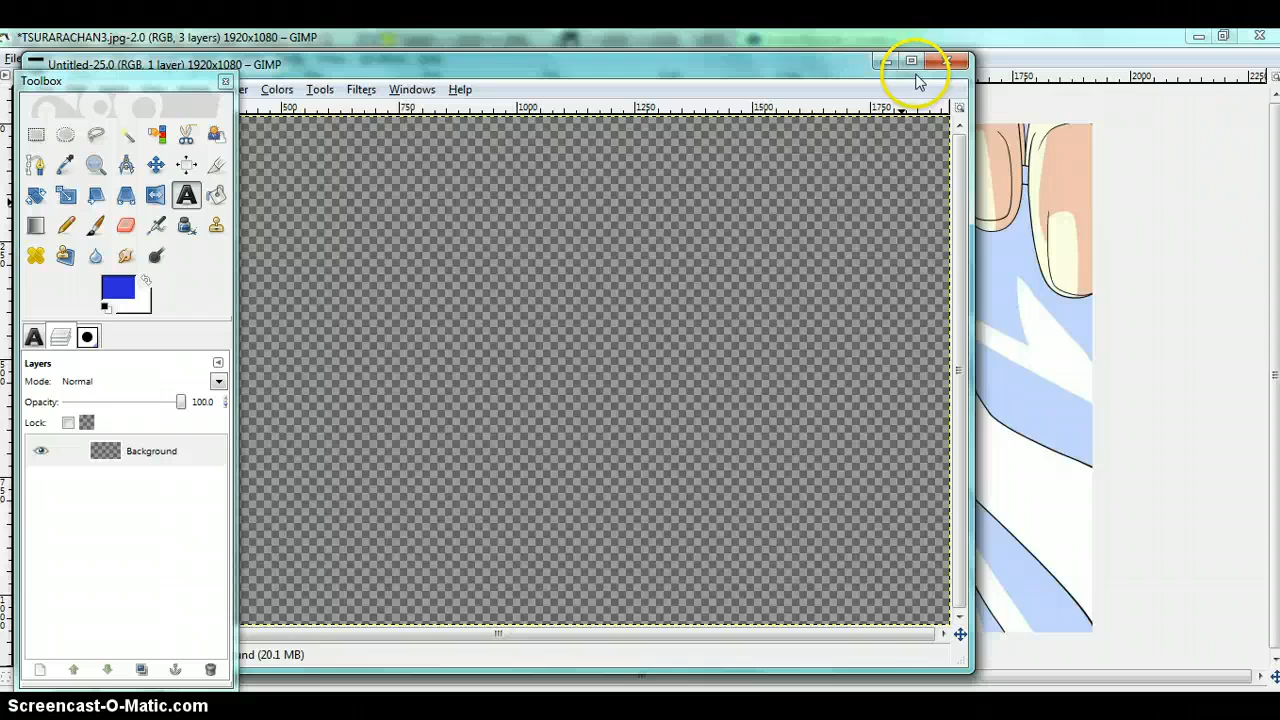 *TSURARACHAN3.jpg-2.0 (RGB, 3 layers) 1920x1080 – GIMP
Untitled-25.0 (RGB, 1 layer) 1920x1080 – GIMP
Toolbox
er Colors Tools Filters Windows Help
500 750 1000 1250 1500 1750
1750 2000 225
Layers
Mode: Normal
Opacity: 100.0
Lock:
Background
und (20.1 MB)
Screencast-O-Matic.com